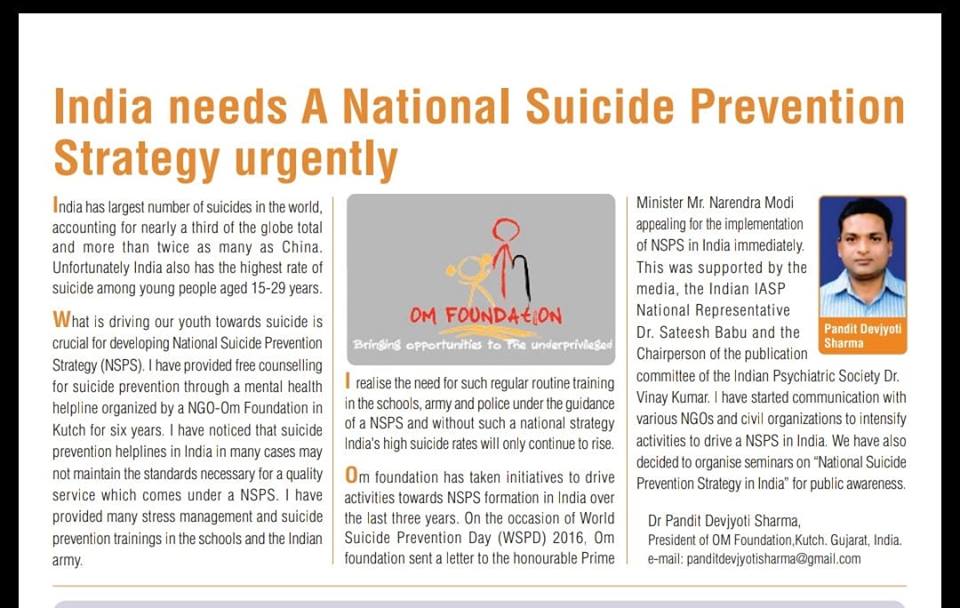 India needs A National Suicide Prevention
Strategy urgently
India has largest number of suicides in the world,
accounting for nearly a third of the globe total
and more than twice as many as China.
Unfortunately India also has the highest rate of
suicide among young people aged 15-29 years.
What is driving our youth towards suicide is
crucial for developing National Suicide Prevention
Strategy (NSPS). I have provided free counselling
for suicide prevention through a mental health
helpline organized by a NGO-Om Foundation in
Kutch for six years. I have noticed that suicide
prevention helplines in India in many cases may
not maintain the standards necessary for a quality
service which comes under a NSPS. I have
provided many stress management and suicide
prevention trainings in the schools and the Indian
army.
OM FOUNDAtION
Bringing opportunities to The underprivileged
I realise the need for such regular routine training
in the schools, army and police under the guidance
of a NSPS and without such a national strategy
India's high suicide rates will only continue to rise.
Om foundation has taken initiatives to drive
activities towards NSPS formation in India over
the last three years. On the occasion of World
Suicide Prevention Day (WSPD) 2016, Om
foundation sent a letter to the honourable Prime
Minister Mr. Narendra Modi
appealing for the implementation
of NSPS in India immediately.
This was supported by the
media, the Indian IASP
National Representative
Dr. Sateesh Babu and the
Chairperson of the publication
committee of the Indian Psychiatric Society Dr.
Vinay Kumar. I have started communication with
various NGOs and civil organizations to intensify
activities to drive a NSPS in India. We have also
decided to organise seminars on “National Suicide
Prevention Strategy in India” for public awareness.
Pandit Devjyoti
Sharma
Dr Pandit Devjyoti Sharma,
President of OM Foundation,Kutch. Gujarat, India.
e-mail: panditdevjyotisharma@gmail.com